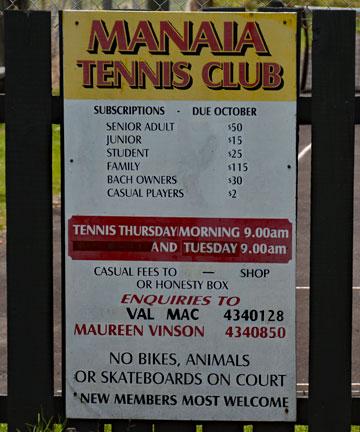 MANAIA
TENNIS CLUB
SUBSCRIPTIONS - DUE OCTOBER
SENIOR ADULT $50
JUNIOR $15
STUDENT $25
FAMILY $115
BACH OWNERS $30
CASUAL PLAYERS $2
TENNIS THURSDAY/MORNING 9.00am
AND TUESDAY 9.00am
CASUAL FEES TO — SHOP
OR HONESTY BOX
ENQUIRIES TO
VAL MAC 4340128
MAUREEN VINSON 4340850
NO BIKES, ANIMALS
OR SKATEBOARDS ON COURT
NEW MEMBERS MOST WELCOME